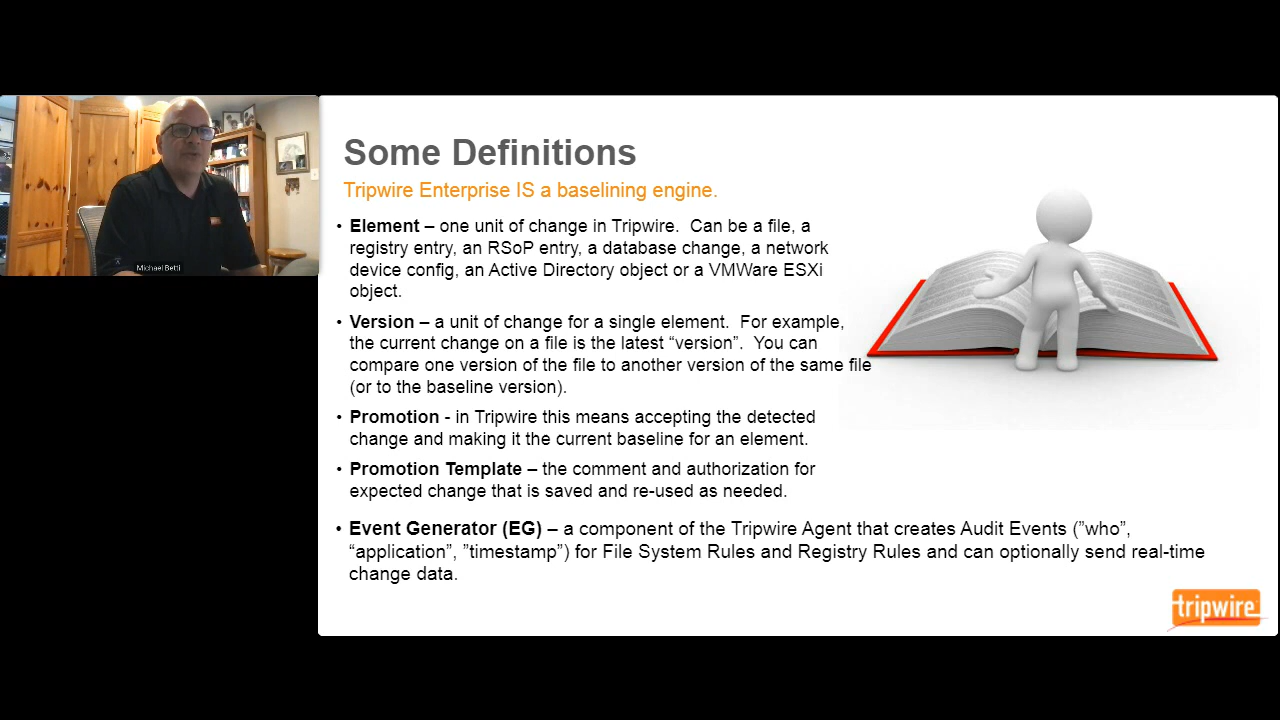 Michael Betti
Some Definitions
Tripwire Enterprise IS a baselining engine.
• Element – one unit of change in Tripwire.  Can be a file, a
registry entry, an RSoP entry, a database change, a network
device config, an Active Directory object or a VMWare ESXi
object.
• Version – a unit of change for a single element.  For example,
the current change on a file is the latest “version”.  You can
compare one version of the file to another version of the same file
(or to the baseline version).
• Promotion - in Tripwire this means accepting the detected
change and making it the current baseline for an element.
• Promotion Template – the comment and authorization for
expected change that is saved and re-used as needed.
• Event Generator (EG) – a component of the Tripwire Agent that creates Audit Events (”who”,
“application”, ”timestamp”) for File System Rules and Registry Rules and can optionally send real-time
change data.
tripwire